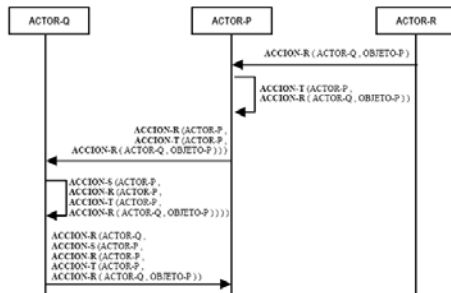 ACTOR-Q
ACTOR-P
ACTOR-R
ACCION-R ( ACTOR-Q , OBJETO-P )
ACCION-T (ACTOR-P,
ACCION-R ( ACTOR-Q , OBJETO-P ) )
ACCION-R (ACTOR-P ,
ACCION-T (ACTOR-P ,
ACCION-R ( ACTOR-Q , OBJETO-P ) ) )
ACCION-S (ACTOR-P ,
ACCION-R (ACTOR-P ,
ACCION-T (ACTOR-P ,
ACCION-R ( ACTOR-Q , OBJETO-P ) ) ) )
ACCION-R (ACTOR-Q ,
ACCION-S (ACTOR-P ,
ACCION-R (ACTOR-P ,
ACCION-T (ACTOR-P ,
ACCION-R ( ACTOR-Q , OBJETO-P ) )